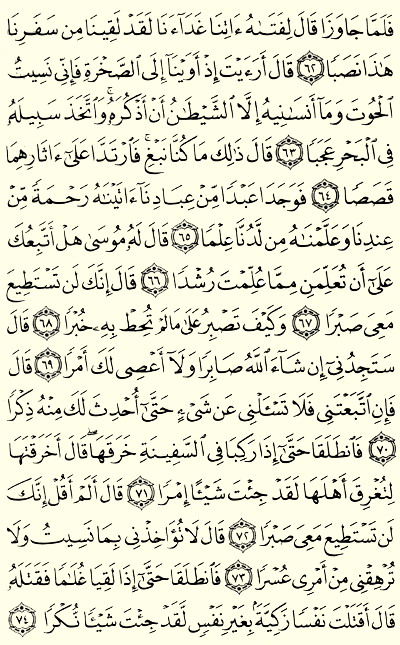 فَلَمَّا جَاوَزَا قَالَ لِفَتَىٰهُ ءَاتِنَا غَدَآءَنَا لَقَدْ لَقِينَا مِن سَفَرِنَا
هَٰذَا نَصَبًا ٦٢ قَالَ أَرَءَيْتَ إِذْ أَوَيْنَآ إِلَى ٱلصَّخْرَةِ فَإِنِّى نَسِيتُ
ٱلْحُوتَ وَمَآ أَنسَىٰنِيهُ إِلَّا ٱلشَّيْطَٰنُ أَنْ أَذْكُرَهُۥ ۚ وَٱتَّخَذَ سَبِيلَهُۥ
فِى ٱلْبَحْرِ عَجَبًا ٦٣ قَالَ ذَٰلِكَ مَا كُنَّا نَبْغِ ۚ فَٱرْتَدَّا عَلَىٰٓ ءَاثَارِهِمَا
قَصَصًا ٦٤ فَوَجَدَا عَبْدًا مِّنْ عِبَادِنَآ ءَاتَيْنَٰهُ رَحْمَةً مِّنْ
عِندِنَا وَعَلَّمْنَٰهُ مِن لَّدُنَّا عِلْمًا ٦٥ قَالَ لَهُۥ مُوسَىٰ هَلْ أَتَّبِعُكَ
عَلَىٰٓ أَن تُعَلِّمَنِ مِمَّا عُلِّمْتَ رُشْدًا ٦٦ قَالَ إِنَّكَ لَن تَسْتَطِيعَ
مَعِىَ صَبْرًا ٦٧ وَكَيْفَ تَصْبِرُ عَلَىٰ مَا لَمْ تُحِطْ بِهِۦ خُبْرًا ٦٨ قَالَ
سَتَجِدُنِىٓ إِن شَآءَ ٱللَّهُ صَابِرًا وَلَآ أَعْصِى لَكَ أَمْرًا ٦٩ قَالَ
فَإِنِ ٱتَّبَعْتَنِى فَلَا تَسْـَٔلْنِى عَن شَىْءٍ حَتَّىٰٓ أُحْدِثَ لَكَ مِنْهُ ذِكْرًا
٧٠ فَٱنطَلَقَا حَتَّىٰٓ إِذَا رَكِبَا فِى ٱلسَّفِينَةِ خَرَقَهَا ۖ قَالَ أَخَرَقْتَهَا
لِتُغْرِقَ أَهْلَهَا لَقَدْ جِئْتَ شَيْـًٔا إِمْرًا ٧١ قَالَ أَلَمْ أَقُلْ إِنَّكَ
لَن تَسْتَطِيعَ مَعِىَ صَبْرًا ٧٢ قَالَ لَا تُؤَاخِذْنِى بِمَا نَسِيتُ وَلَا
تُرْهِقْنِى مِنْ أَمْرِى عُسْرًا ٧٣ فَٱنطَلَقَا حَتَّىٰٓ إِذَا لَقِيَا غُلَٰمًا فَقَتَلَهُۥ
قَالَ أَقَتَلْتَ نَفْسًا زَكِيَّةًۢ بِغَيْرِ نَفْسٍ لَّقَدْ جِئْتَ شَيْـًٔا نُّكْرًا ٧٤